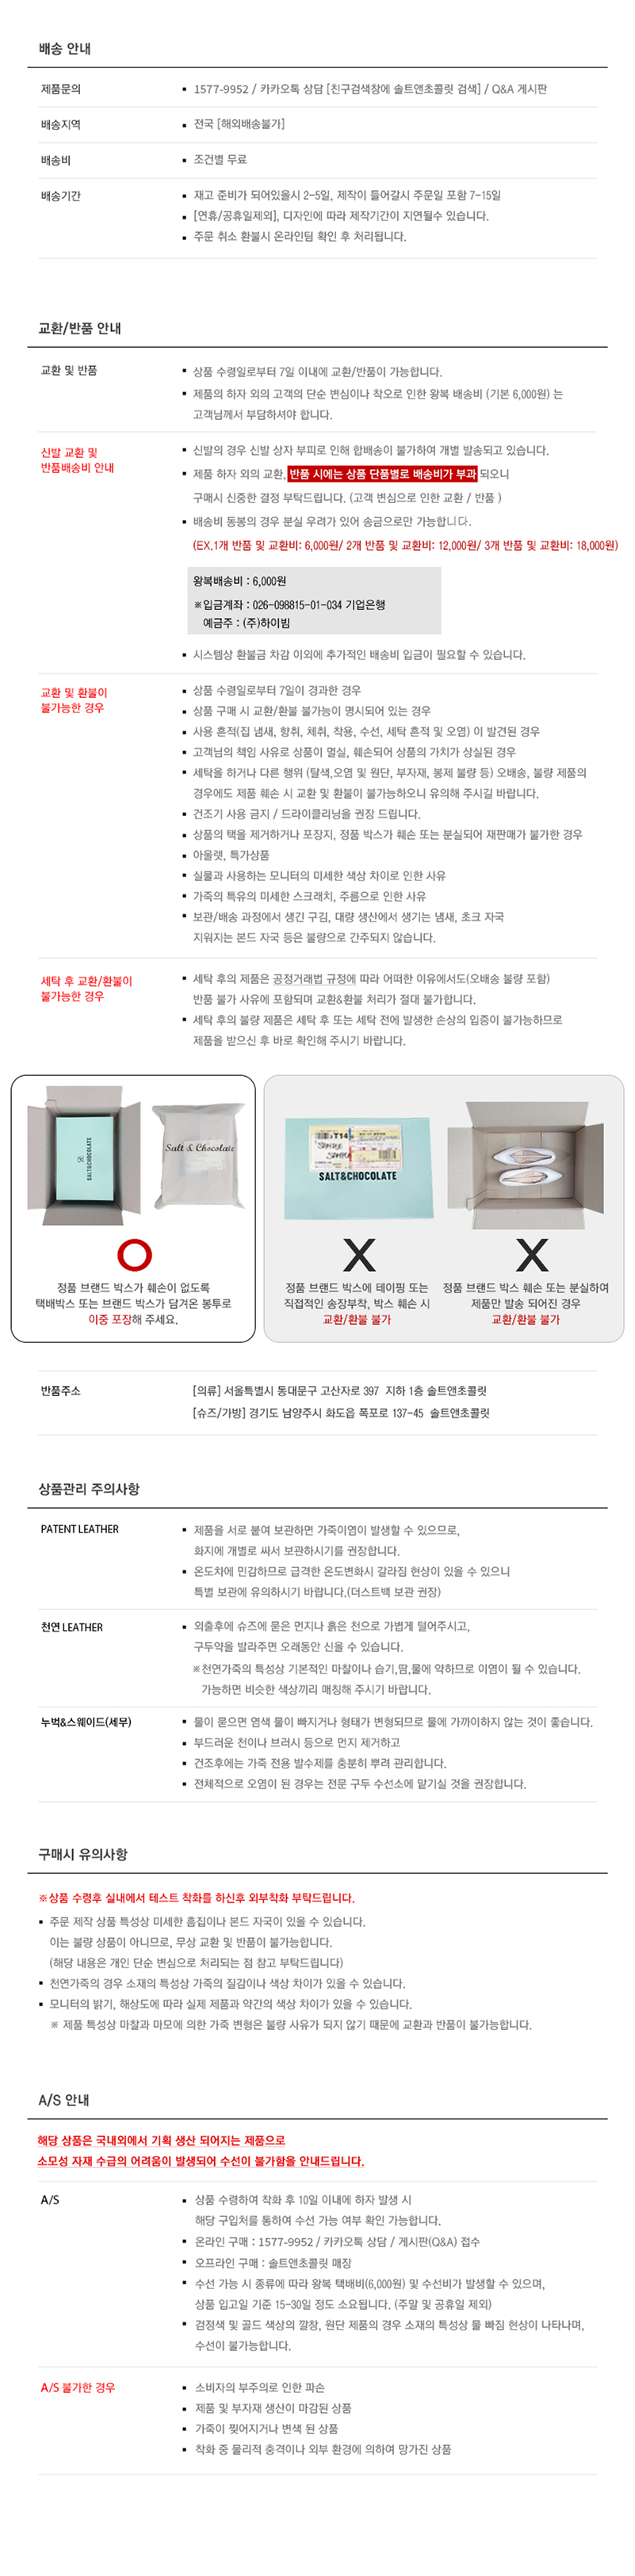 배송 안내
제품문의
▪ 1577-9952 / 카카오톡 상담 [친구검색창에 솔트앤초콜릿 검색] / Q&A 게시판
배송지역
▪ 전국 [해외배송불가]
배송비
▪ 조건별 무료
배송기간
▪ 재고 준비가 되어있을시 2-5일, 제작이 들어갈시 주문일 포함 7-15일
▪ [연휴/공휴일제외], 디자인에 따라 제작기간이 지연될수 있습니다.
▪ 주문 취소 환불시 온라인팀 확인 후 처리됩니다.
교환/반품 안내
교환 및 반품
▪ 상품 수령일로부터 7일 이내에 교환/반품이 가능합니다.
▪ 제품의 하자 외의 고객의 단순 변심이나 착오로 인한 왕복 배송비 (기본 6,000원) 는
고객님께서 부담하셔야 합니다.
신발 교환 및
반품배송비 안내
▪ 신발의 경우 신발 상자 부피로 인해 합배송이 불가하여 개별 발송되고 있습니다.
▪ 제품 하자 외의 교환, 반품 시에는 상품 단품별로 배송비가 부과 되오니
구매시 신중한 결정 부탁드립니다. (고객 변심으로 인한 교환 / 반품 )
▪ 배송비 동봉의 경우 분실 우려가 있어 송금으로만 가능합니다.
(EX.1개 반품 및 교환비: 6,000원/ 2개 반품 및 교환비: 12,000원/ 3개 반품 및 교환비: 18,000원)
왕복배송비 : 6,000원
※입금계좌 : 026-098815-01-034 기업은행
예금주 : (주)하이빔
▪ 시스템상 환불금 차감 이외에 추가적인 배송비 입금이 필요할 수 있습니다.
교환 및 환불이
불가능한 경우
▪ 상품 수령일로부터 7일이 경과한 경우
▪ 상품 구매 시 교환/환불 불가능이 명시되어 있는 경우
▪ 사용 흔적(집 냄새, 향취, 체취, 착용, 수선, 세탁 흔적 및 오염) 이 발견된 경우
▪ 고객님의 책임 사유로 상품이 멸실, 훼손되어 상품의 가치가 상실된 경우
▪ 세탁을 하거나 다른 행위 (탈색,오염 및 원단, 부자재, 봉제 불량 등) 오배송, 불량 제품의
경우에도 제품 훼손 시 교환 및 환불이 불가능하오니 유의해 주시길 바랍니다.
▪ 건조기 사용 금지 / 드라이클리닝을 권장 드립니다.
▪ 상품의 택을 제거하거나 포장지, 정품 박스가 훼손 또는 분실되어 재판매가 불가한 경우
▪ 아울렛, 특가상품
▪ 실물과 사용하는 모니터의 미세한 색상 차이로 인한 사유
▪ 가죽의 특유의 미세한 스크래치, 주름으로 인한 사유
▪ 보관/배송 과정에서 생긴 구김, 대량 생산에서 생기는 냄새, 초크 자국
지워지는 본드 자국 등은 불량으로 간주되지 않습니다.
세탁 후 교환/환불이
불가능한 경우
▪ 세탁 후의 제품은 공정거래법 규정에 따라 어떠한 이유에서도(오배송 불량 포함)
반품 불가 사유에 포함되며 교환&환불 처리가 절대 불가합니다.
▪ 세탁 후의 불량 제품은 세탁 후 또는 세탁 전에 발생한 손상의 입증이 불가능하므로
제품을 받으신 후 바로 확인해 주시기 바랍니다.
SALT&CHOCOLATE
Salt & Chocolate
T14
SALT&CHOCOLATE
정품 브랜드 박스가 훼손이 없도록
택배박스 또는 브랜드 박스가 담겨온 봉투로
이중 포장해 주세요.
정품 브랜드 박스에 테이핑 또는
직접적인 송장부착, 박스 훼손 시
교환/환불 불가
정품 브랜드 박스 훼손 또는 분실하여
제품만 발송 되어진 경우
교환/환불 불가
반품주소
[의류] 서울특별시 동대문구 고산자로 397 지하 1층 솔트앤초콜릿
[슈즈/가방] 경기도 남양주시 화도읍 폭포로 137-45 솔트앤초콜릿
상품관리 주의사항
PATENT LEATHER
▪ 제품을 서로 붙여 보관하면 가죽이염이 발생할 수 있으므로,
화지에 개별로 싸서 보관하시기를 권장합니다.
▪ 온도차에 민감하므로 급격한 온도변화시 갈라짐 현상이 있을 수 있으니
특별 보관에 유의하시기 바랍니다.(더스트백 보관 권장)
천연 LEATHER
▪ 외출후에 슈즈에 묻은 먼지나 흙은 천으로 가볍게 털어주시고,
구두약을 발라주면 오래동안 신을 수 있습니다.
※천연가죽의 특성상 기본적인 마찰이나 습기,땀,물에 약하므로 이염이 될 수 있습니다.
가능하면 비슷한 색상끼리 매칭해 주시기 바랍니다.
누벅&스웨이드(세무)
▪ 물이 묻으면 염색 물이 빠지거나 형태가 변형되므로 물에 가까이하지 않는 것이 좋습니다.
▪ 부드러운 천이나 브러시 등으로 먼지 제거하고
▪ 건조후에는 가죽 전용 발수제를 충분히 뿌려 관리합니다.
▪ 전체적으로 오염이 된 경우는 전문 구두 수선소에 맡기실 것을 권장합니다.
구매시 유의사항
※상품 수령후 실내에서 테스트 착화를 하신후 외부착화 부탁드립니다.
▪ 주문 제작 상품 특성상 미세한 흠집이나 본드 자국이 있을 수 있습니다.
이는 불량 상품이 아니므로, 무상 교환 및 반품이 불가능합니다.
(해당 내용은 개인 단순 변심으로 처리되는 점 참고 부탁드립니다)
▪ 천연가죽의 경우 소재의 특성상 가죽의 질감이나 색상 차이가 있을 수 있습니다.
▪ 모니터의 밝기, 해상도에 따라 실제 제품과 약간의 색상 차이가 있을 수 있습니다.
※ 제품 특성상 마찰과 마모에 의한 가죽 변형은 불량 사유가 되지 않기 때문에 교환과 반품이 불가능합니다.
A/S 안내
해당 상품은 국내외에서 기획 생산 되어지는 제품으로
소모성 자재 수급의 어려움이 발생되어 수선이 불가함을 안내드립니다.
A/S
▪ 상품 수령하여 착화 후 10일 이내에 하자 발생 시
해당 구입처를 통하여 수선 가능 여부 확인 가능합니다.
▪ 온라인 구매 : 1577-9952 / 카카오톡 상담 / 게시판(Q&A) 접수
▪ 오프라인 구매 : 솔트앤초콜릿 매장
▪ 수선 가능 시 종류에 따라 왕복 택배비(6,000원) 및 수선비가 발생할 수 있으며,
상품 입고일 기준 15-30일 정도 소요됩니다. (주말 및 공휴일 제외)
▪ 검정색 및 골드 색상의 깔창, 원단 제품의 경우 소재의 특성상 물 빠짐 현상이 나타나며,
수선이 불가능합니다.
A/S 불가한 경우
▪ 소비자의 부주의로 인한 파손
▪ 제품 및 부자재 생산이 마감된 상품
▪ 가죽이 찢어지거나 변색 된 상품
▪ 착화 중 물리적 충격이나 외부 환경에 의하여 망가진 상품